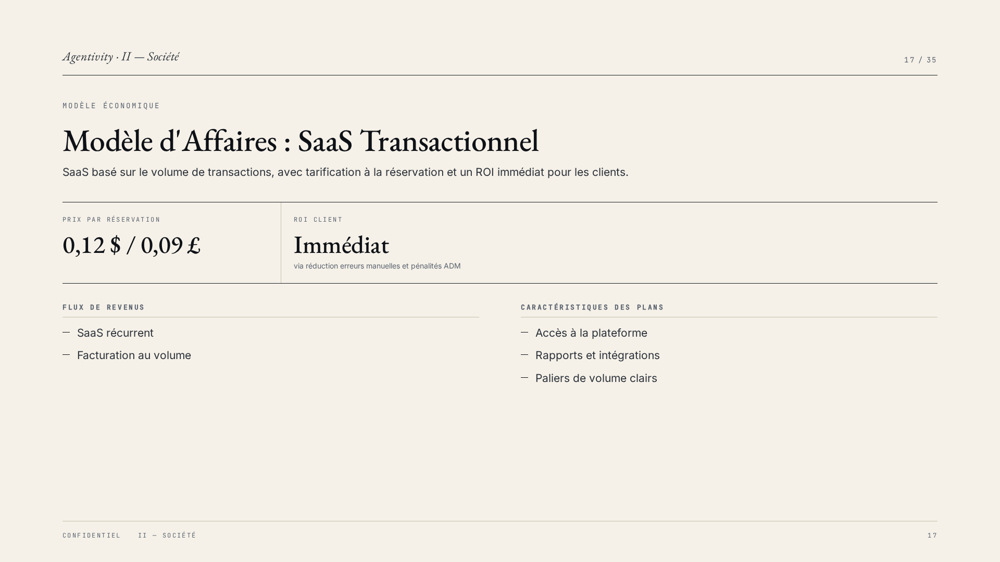 Agentivity · II — Société
17 / 35
MODÈLE ÉCONOMIQUE
Modèle d'Affaires : SaaS Transactionnel
SaaS basé sur le volume de transactions, avec tarification à la réservation et un ROI immédiat pour les clients.
PRIX PAR RÉSERVATION
0,12 $ / 0,09 £
ROI CLIENT
Immédiat
via réduction erreurs manuelles et pénalités ADM
FLUX DE REVENUS
— SaaS récurrent
— Facturation au volume
CARACTÉRISTIQUES DES PLANS
— Accès à la plateforme
— Rapports et intégrations
— Paliers de volume clairs
CONFIDENTIEL II — SOCIÉTÉ
17